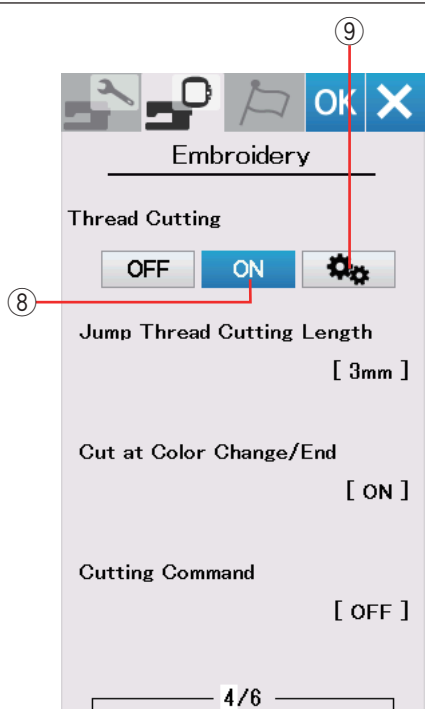 ⑨
OK
Embroidery
Thread Cutting
OFF ON
⑧
Jump Thread Cutting Length
[ 3mm ]
Cut at Color Change/End
[ ON ]
Cutting Command
[ OFF ]
4/6